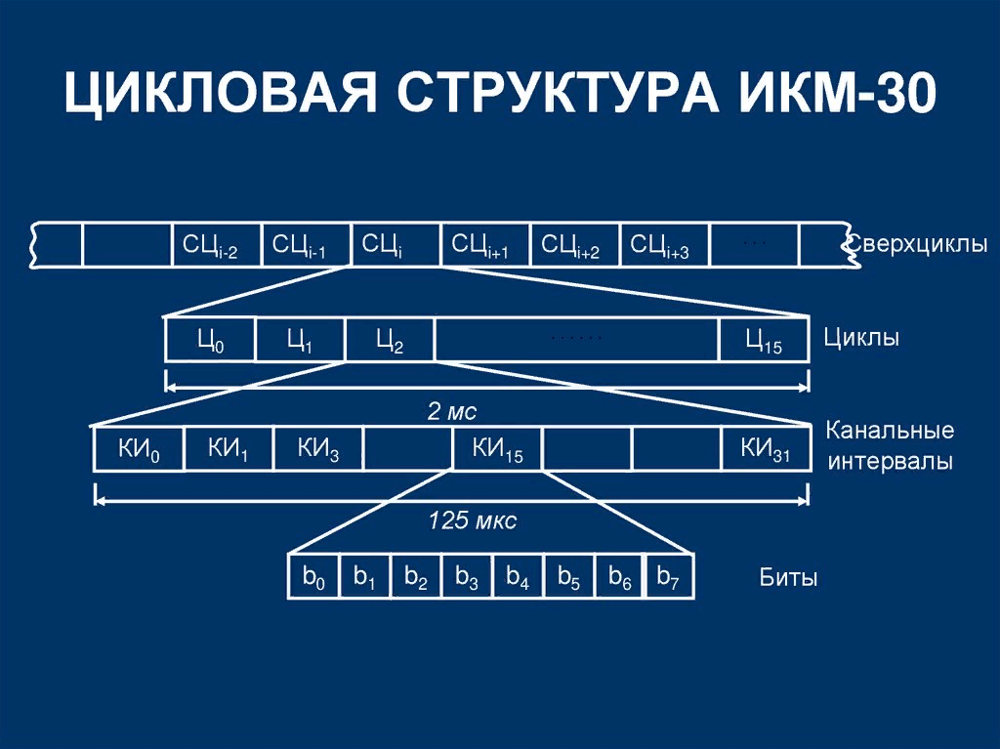 ЦИКЛОВАЯ СТРУКТУРА ИКМ-30
СЦi-2 СЦi-1 СЦi СЦi+1 СЦi+2 СЦi+3 ... Сверхциклы
Ц0 Ц1 Ц2 ...... Ц15 Циклы
2 мс
КИ0 КИ1 КИ3 КИ15 КИ31 Канальные
интервалы
125 мкс
b0 b1 b2 b3 b4 b5 b6 b7 Биты